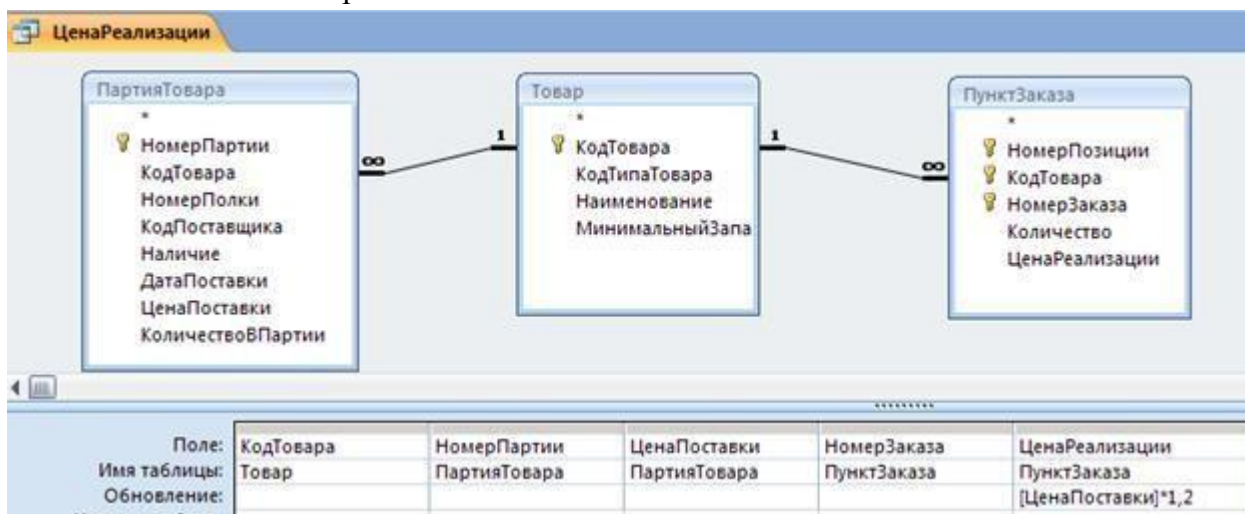 ЦенаРеализации
ПартияТовара
*
НомерПартии
КодТовара
НомерПолки
КодПоставщика
Наличие
ДатаПоставки
ЦенаПоставки
КоличествоВПартии
∞
1
Товар
*
КодТовара
КодТипаТовара
Наименование
МинимальныйЗапа
1
∞
ПунктЗаказа
*
НомерПозиции
КодТовара
НомерЗаказа
Количество
ЦенаРеализации
Поле: КодТовара НомерПартии ЦенаПоставки НомерЗаказа ЦенаРеализации
Имя таблицы: Товар ПартияТовара ПартияТовара ПунктЗаказа ПунктЗаказа
Обновление: [ЦенаПоставки]*1,2